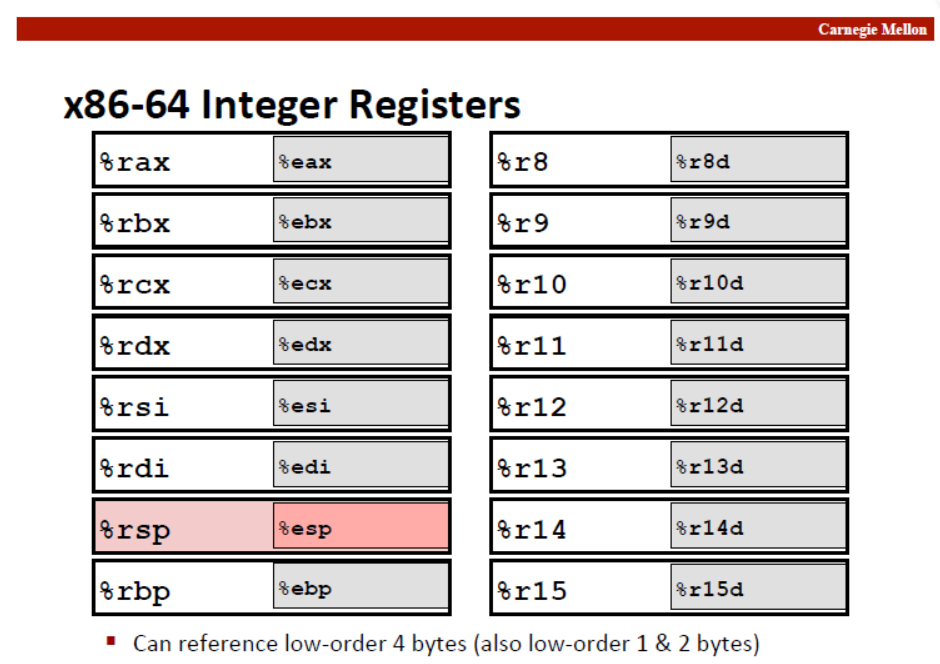 Carnegie Mellon
x86-64 Integer Registers
%rax %eax %r8 %r8d
%rbx %ebx %r9 %r9d
%rcx %ecx %r10 %r10d
%rdx %edx %r11 %r11d
%rsi %esi %r12 %r12d
%rdi %edi %r13 %r13d
%rsp %esp %r14 %r14d
%rbp %ebp %r15 %r15d
▪ Can reference low-order 4 bytes (also low-order 1 & 2 bytes)